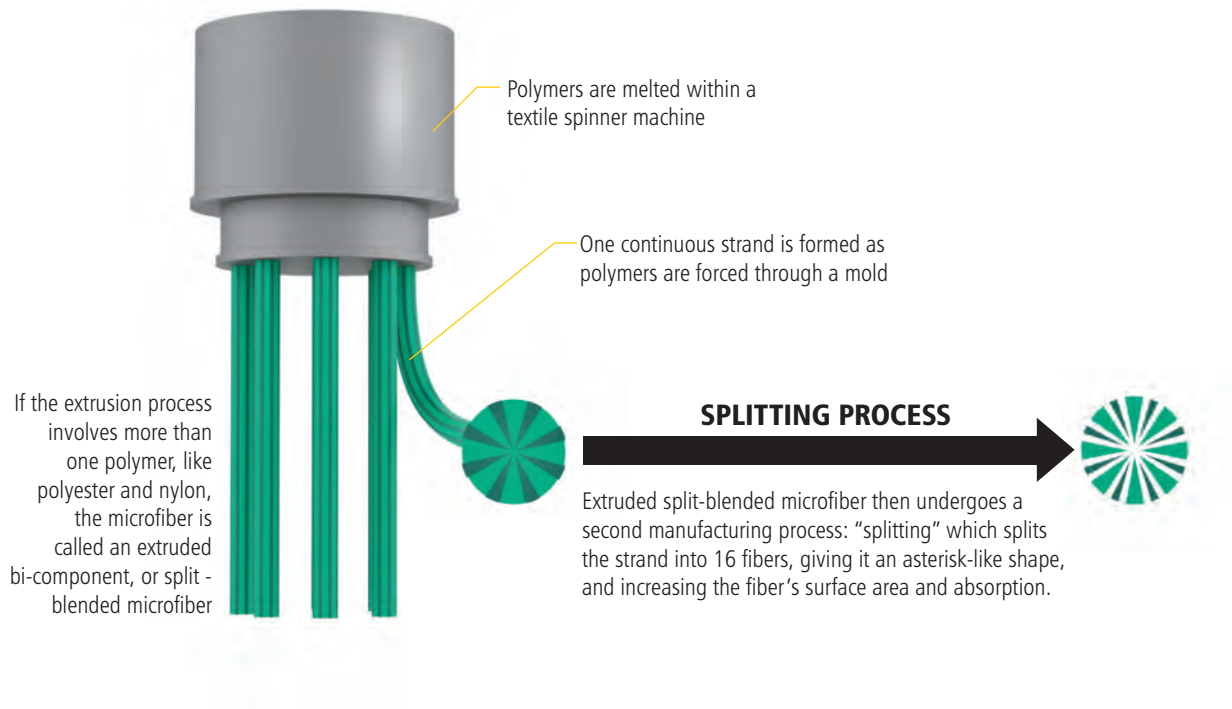 Polymers are melted within a
textile spinner machine
One continuous strand is formed as
polymers are forced through a mold
If the extrusion process
involves more than
one polymer, like
polyester and nylon,
the microfiber is
called an extruded
bi-component, or split -
blended microfiber
SPLITTING PROCESS
Extruded split-blended microfiber then undergoes a
second manufacturing process: “splitting” which splits
the strand into 16 fibers, giving it an asterisk-like shape,
and increasing the fiber’s surface area and absorption.